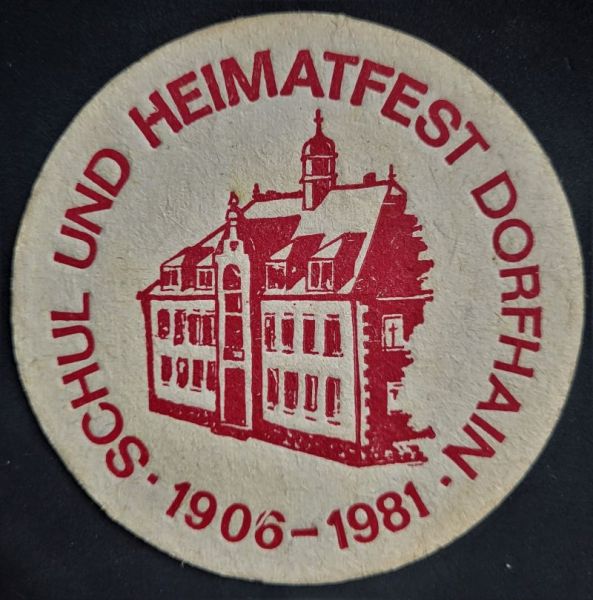 SCHUL UND HEIMATFEST DORFHAIN
· 1906-1981 ·